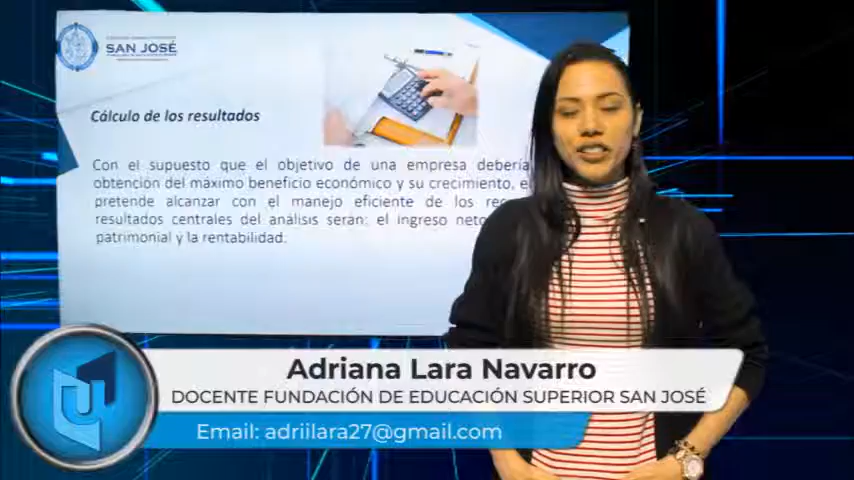 SAN JOSÉ
Cálculo de los resultados
Con el supuesto que el objetivo de una empresa debería
obtención del máximo beneficio económico y su crecimiento,
pretende alcanzar con el manejo eficiente de los
resultados centrales del análisis serán: el ingreso neto
patrimonial y la rentabilidad.
Adriana Lara Navarro
DOCENTE FUNDACIÓN DE EDUCACIÓN SUPERIOR SAN JOSÉ
Email: adriilara27@gmail.com